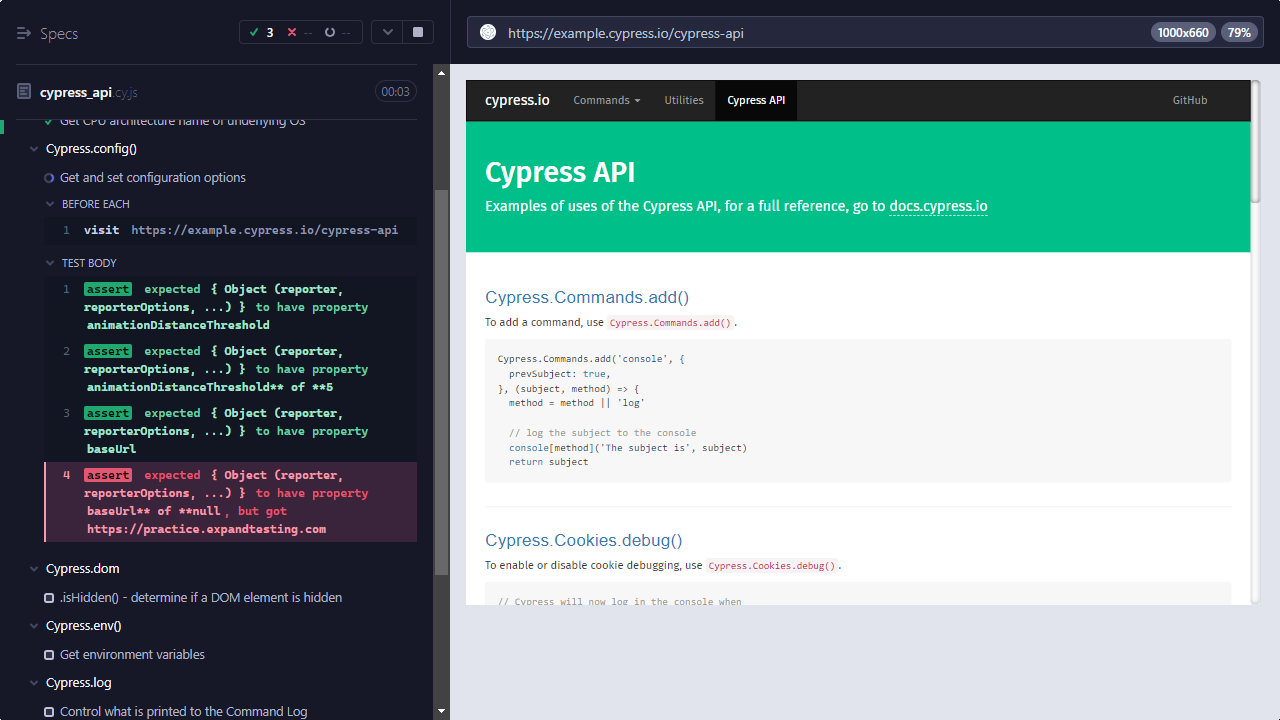 Specs
3 -- --
cypress_api.cy.js 00:03
Get CPU architecture name of underlying OS
Cypress.config()
Get and set configuration options
BEFORE EACH
1 visit https://example.cypress.io/cypress-api
TEST BODY
1 assert expected { Object (reporter,
reporterOptions, ...) } to have property
animationDistanceThreshold
2 assert expected { Object (reporter,
reporterOptions, ...) } to have property
animationDistanceThreshold** of **5
3 assert expected { Object (reporter,
reporterOptions, ...) } to have property
baseUrl
4 assert expected { Object (reporter,
reporterOptions, ...) } to have property
baseUrl** of **null, but got
https://practice.expandtesting.com
Cypress.dom
.isHidden() - determine if a DOM element is hidden
Cypress.env()
Get environment variables
Cypress.log
Control what is printed to the Command Log
https://example.cypress.io/cypress-api 1000x660 79%
cypress.io Commands Utilities Cypress API GitHub
Cypress API
Examples of uses of the Cypress API, for a full reference, go to docs.cypress.io
Cypress.Commands.add()
To add a command, use Cypress.Commands.add().
Cypress.Commands.add('console', {
prevSubject: true,
}, (subject, method) => {
method = method || 'log'
// log the subject to the console
console[method]('The subject is', subject)
return subject
Cypress.Cookies.debug()
To enable or disable cookie debugging, use Cypress.Cookies.debug().
// Cypress will now log in the console when